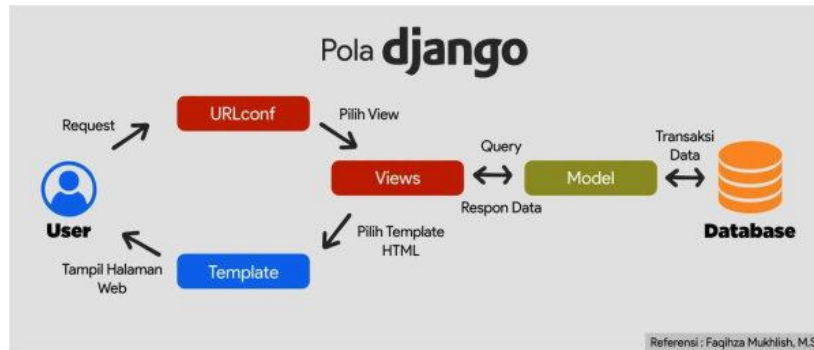 Pola django
URLconf
Request
Pilih View
Query
Transaksi
Data
Views
Model
Respon Data
User
Pilih Template
HTML
Database
Template
Tampil Halaman
Web
Referensi : Faqihza Mukhlish, M.S